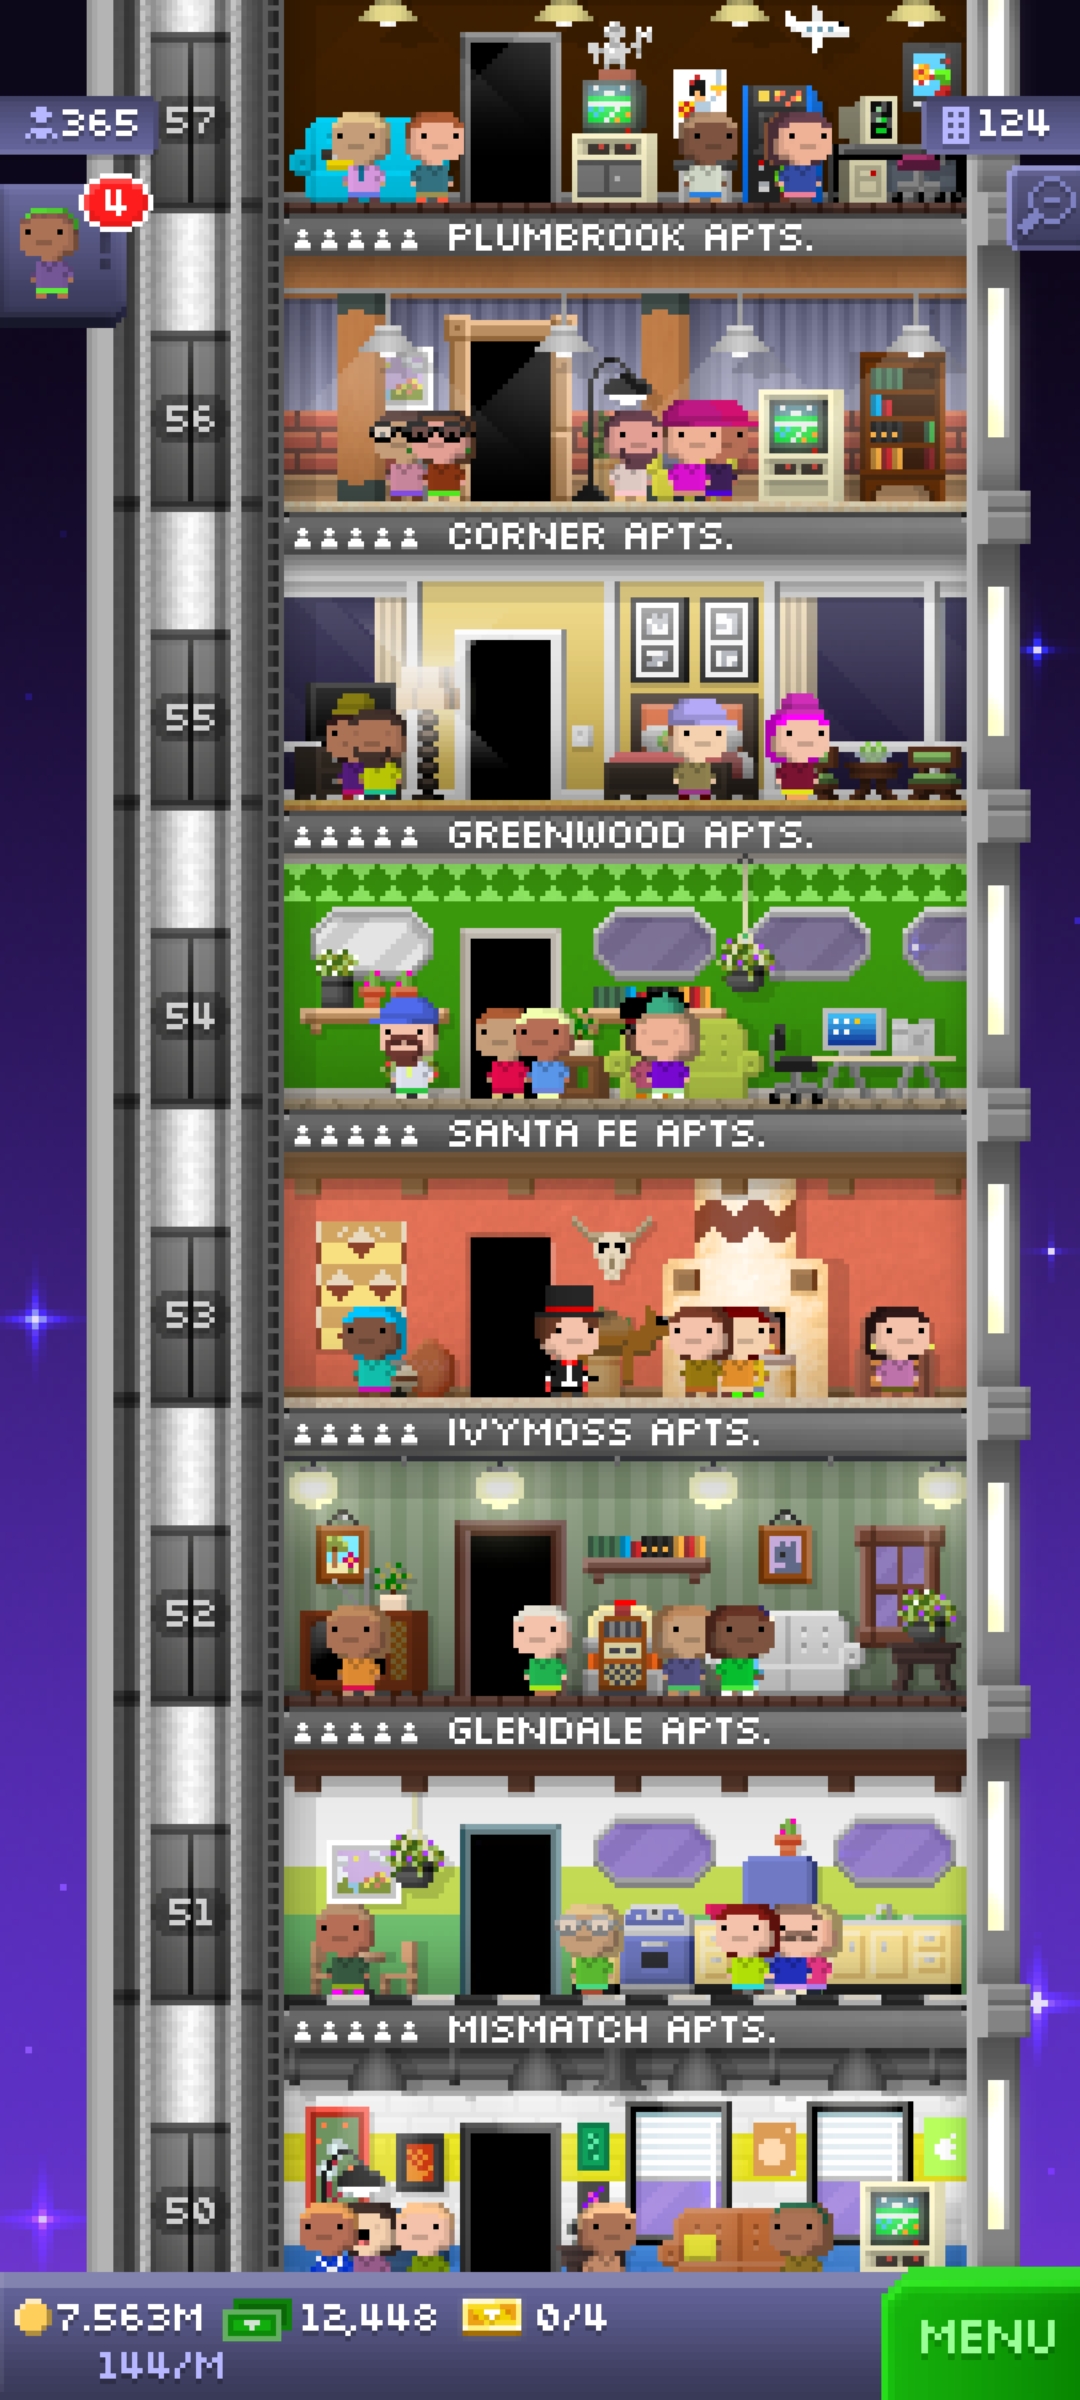 57
365
124
4
PLUMBROOK APTS.
56
CORNER APTS.
55
GREENWOOD APTS.
54
SANTA FE APTS.
53
IVYMOSS APTS.
52
GLENDALE APTS.
51
MISMATCH APTS.
50
7.563M 12,448 0/4
144/M
MENU